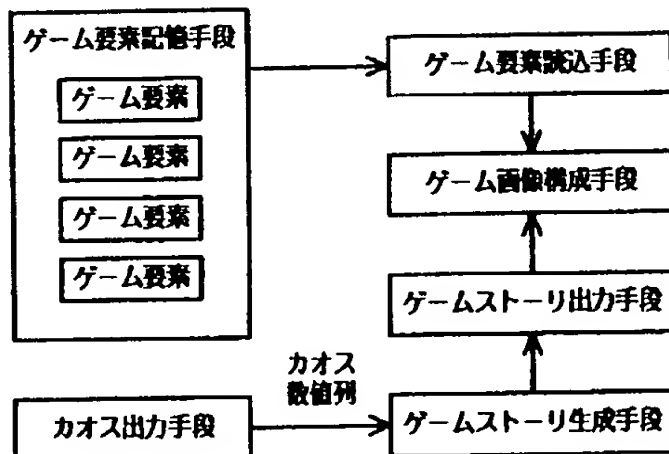 ゲーム要素記憶手段
ゲーム要素
ゲーム要素
ゲーム要素
ゲーム要素
ゲーム要素読込手段
ゲーム画像構成手段
ゲームストーリ出力手段
カオス
数値列
カオス出力手段
ゲームストーリ生成手段